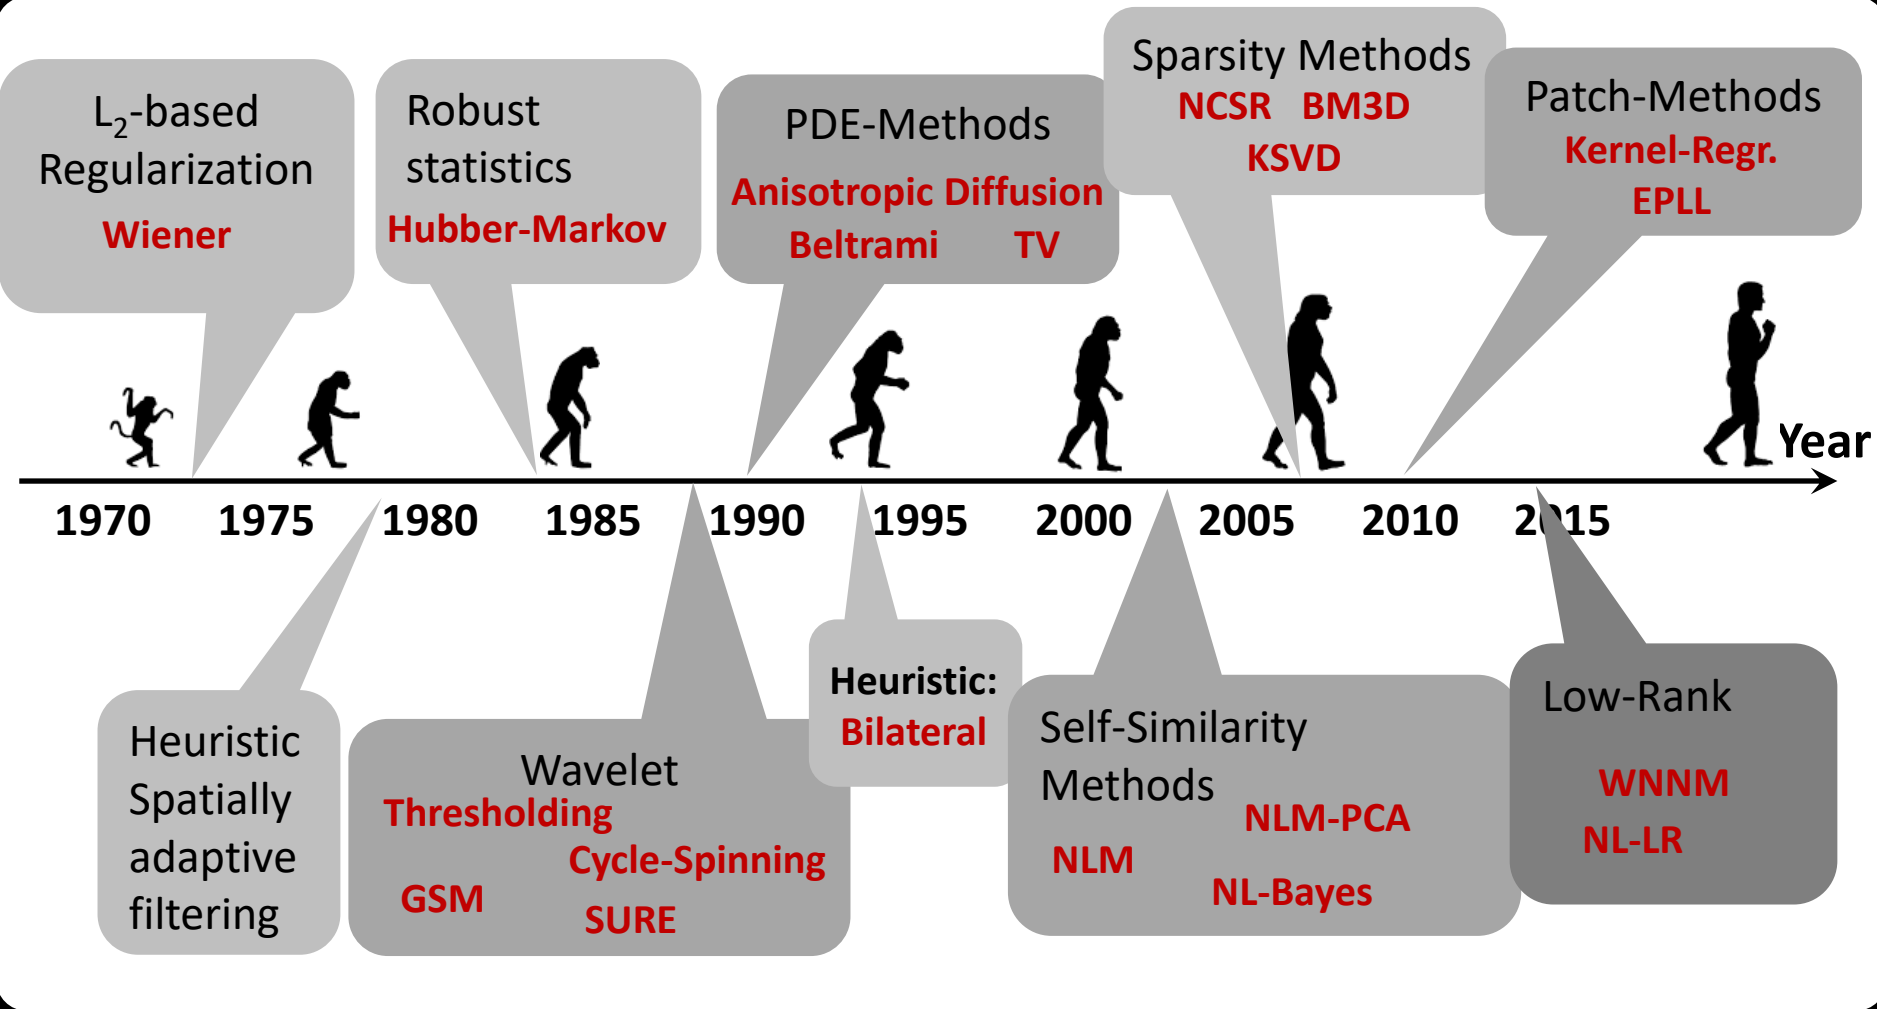 L₂-based
Regularization
Wiener
Robust
statistics
Hubber-Markov
PDE-Methods
Anisotropic Diffusion
Beltrami TV
Sparsity Methods
NCSR BM3D
KSVD
Patch-Methods
Kernel-Regr.
EPLL
Year
1970 1975 1980 1985 1990 1995 2000 2005 2010 2015
Heuristic
Spatially
adaptive
filtering
Wavelet
Thresholding
Cycle-Spinning
GSM
SURE
Heuristic:
Bilateral
Self-Similarity
Methods
NLM-PCA
NLM
NL-Bayes
Low-Rank
WNNM
NL-LR